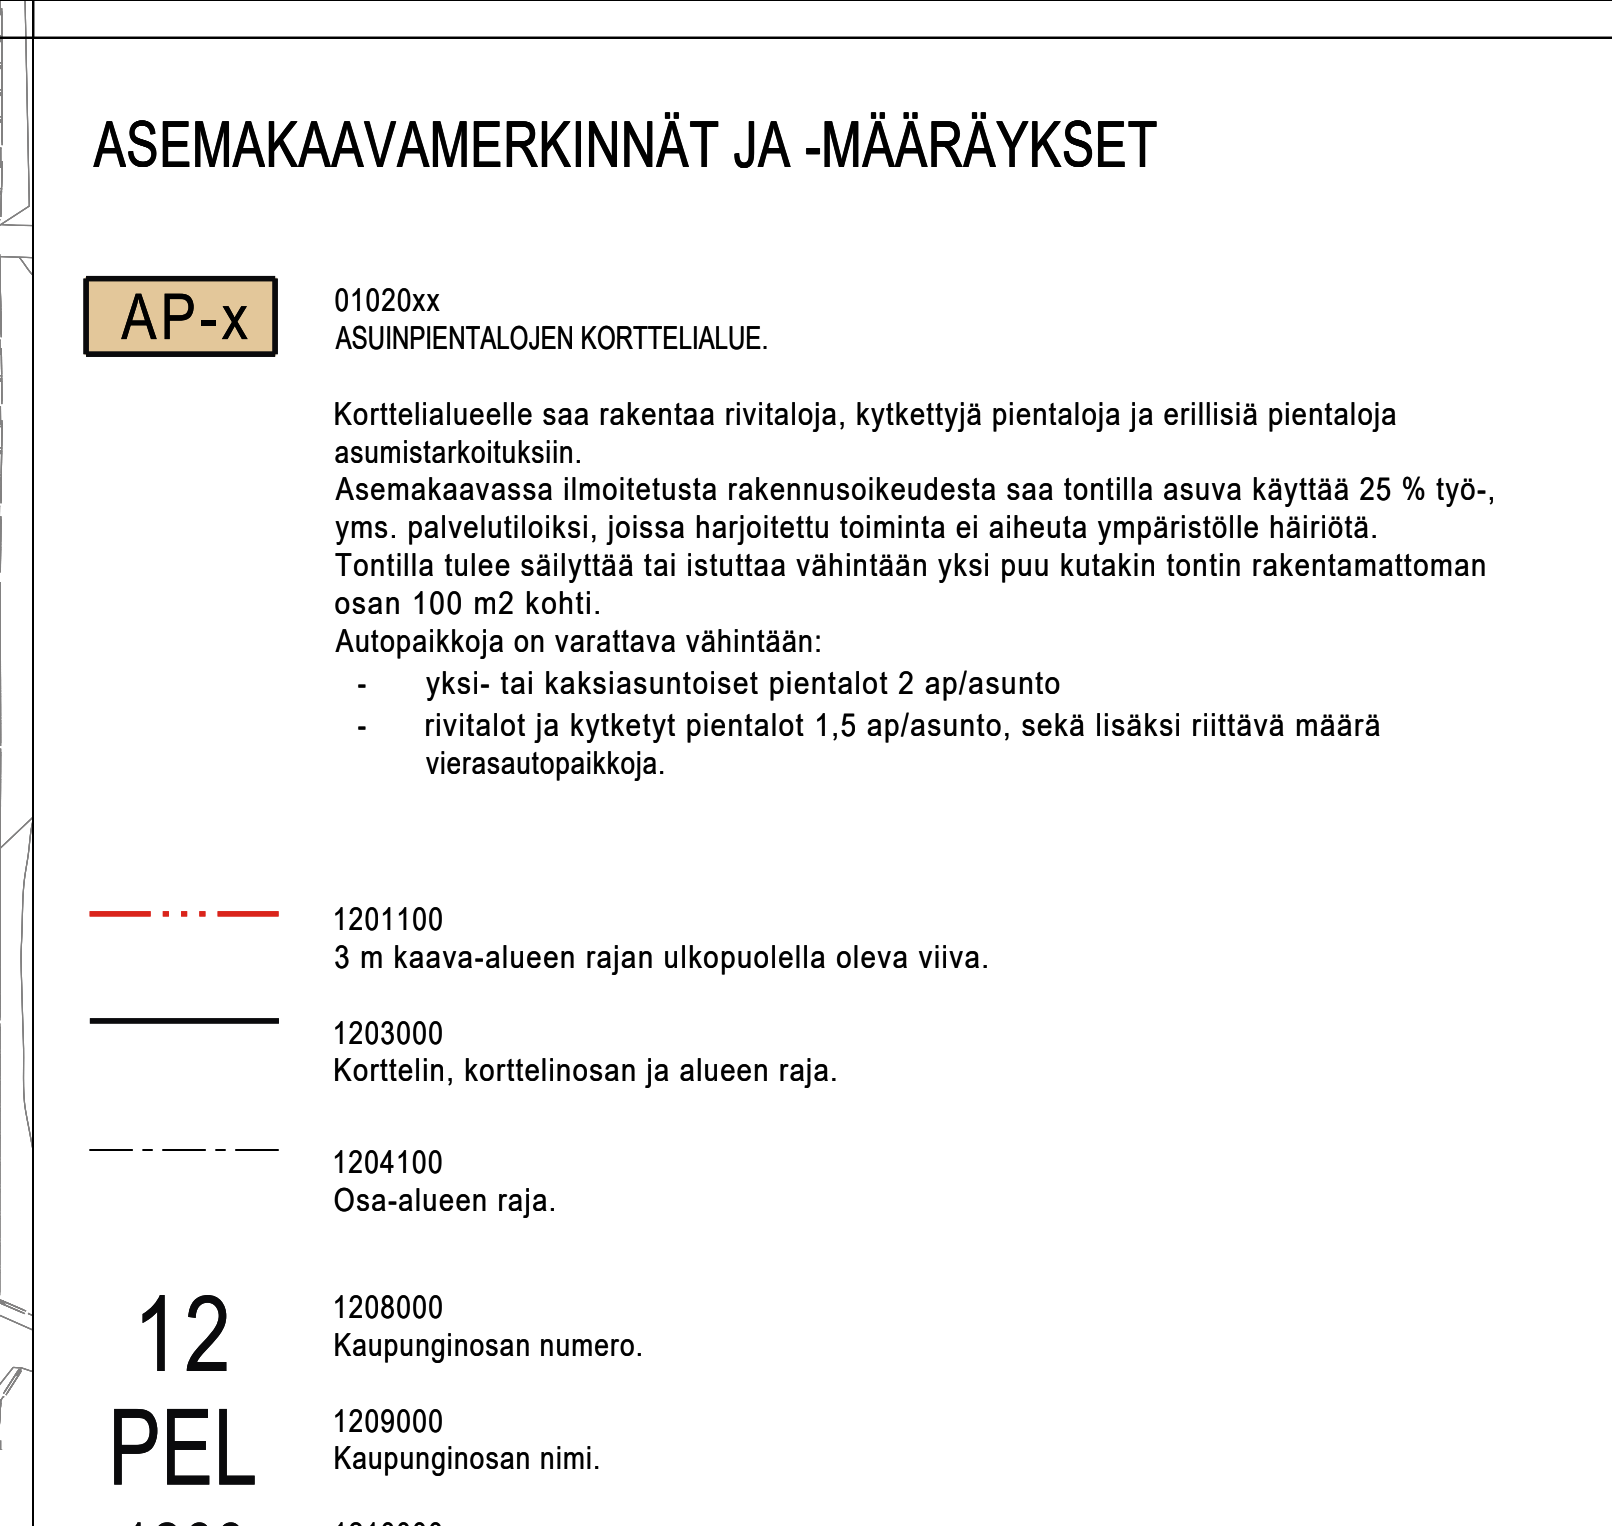 ASEMAKAAVAMERKINNÄT JA -MÄÄRÄYKSET
AP-x
01020xx
ASUINPIENTALOJEN KORTTELIALUE.
Korttelialueelle saa rakentaa rivitaloja, kytkettyjä pientaloja ja erillisiä pientaloja
asumistarkoituksiin.
Asemakaavassa ilmoitetusta rakennusoikeudesta saa tontilla asuva käyttää 25 % työ-,
yms. palvelutiloiksi, joissa harjoitettu toiminta ei aiheuta ympäristölle häiriötä.
Tontilla tulee säilyttää tai istuttaa vähintään yksi puu kutakin tontin rakentamattoman
osan 100 m2 kohti.
Autopaikkoja on varattava vähintään:
- yksi- tai kaksiasuntoiset pientalot 2 ap/asunto
- rivitalot ja kytketyt pientalot 1,5 ap/asunto, sekä lisäksi riittävä määrä
vierasautopaikkoja.
1201100
3 m kaava-alueen rajan ulkopuolella oleva viiva.
1203000
Korttelin, korttelinosan ja alueen raja.
1204100
Osa-alueen raja.
12
1208000
Kaupunginosan numero.
PEL
1209000
Kaupunginosan nimi.